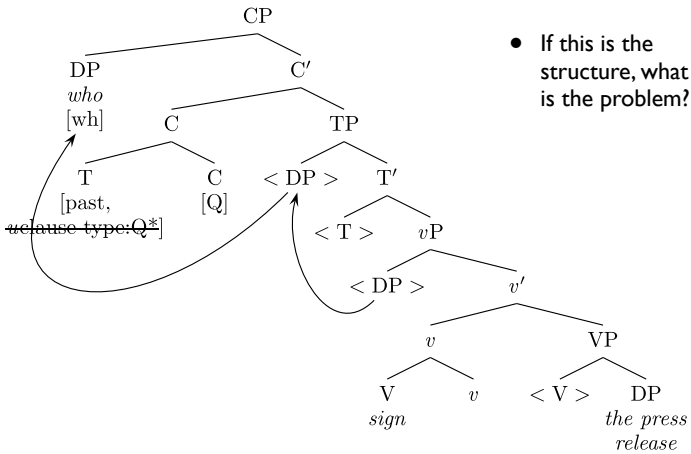 CP
• If this is the
DP C′ structure, what
who is the problem?
[wh] C TP
T C < DP > T′
[past, [Q]
uclause type:Q*] < T > vP
< DP > v′
v VP
V v < V > DP
sign the press
release